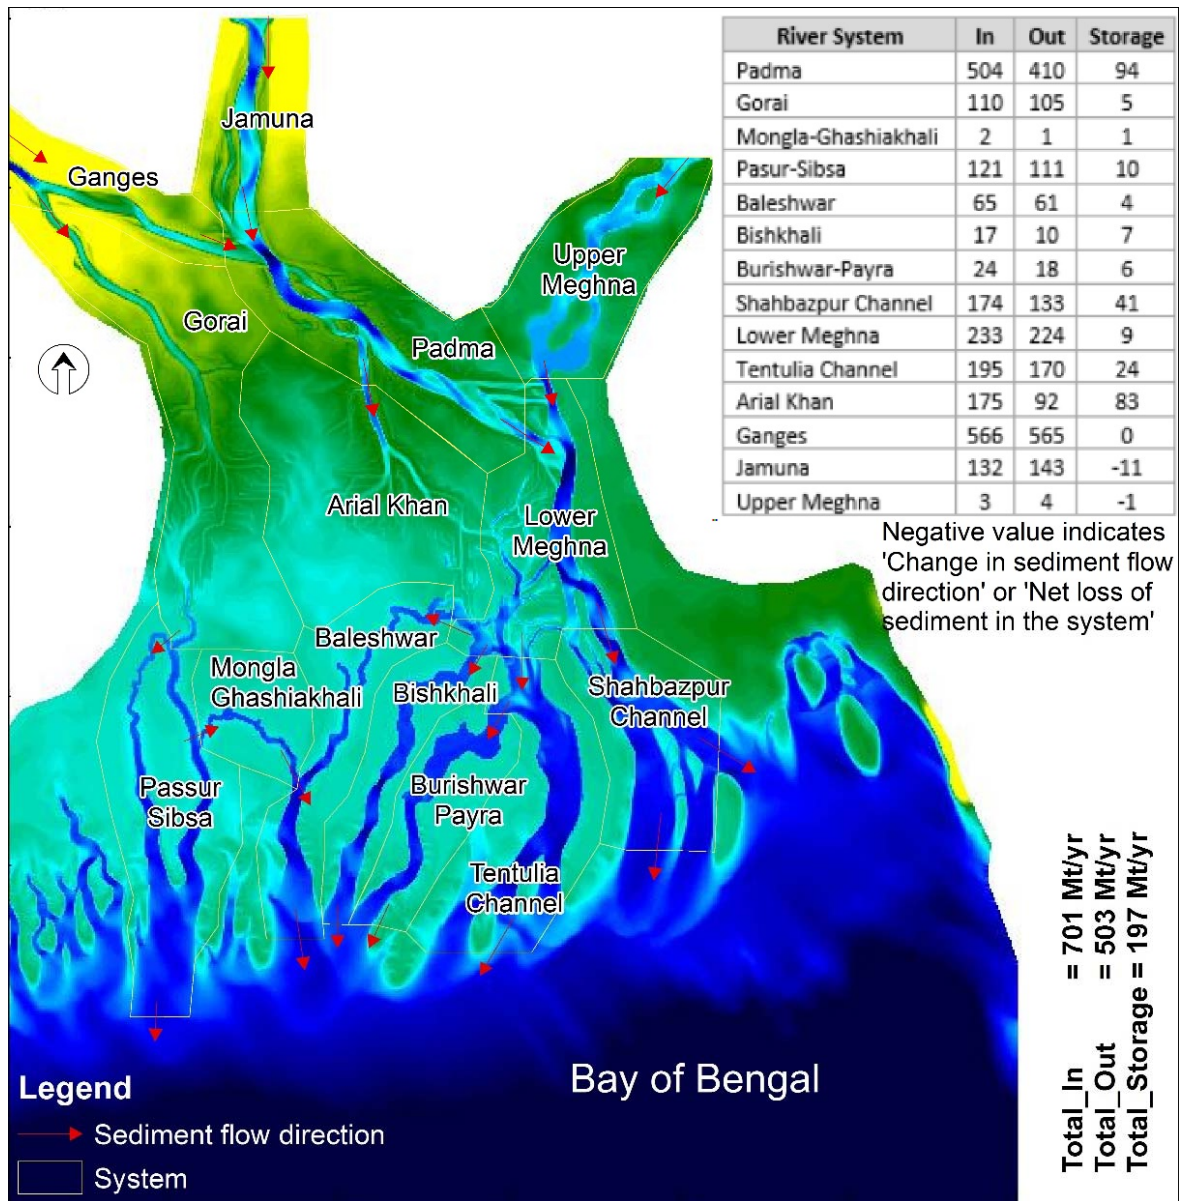 Jamuna
Ganges
Upper
Meghna
Gorai
Padma
Arial Khan
Lower
Meghna
Baleshwar
Mongla
Ghashiakhali
Bishkhali
Shahbazpur
Channel
Passur
Sibsa
Burishwar
Payra
Tentulia
Channel
Bay of Bengal
Legend
Sediment flow direction
System
River System In Out Storage
Padma 504 410 94
Gorai 110 105 5
Mongla-Ghashiakhali 2 1 1
Pasur-Sibsa 121 111 10
Baleshwar 65 61 4
Bishkhali 17 10 7
Burishwar-Payra 24 18 6
Shahbazpur Channel 174 133 41
Lower Meghna 233 224 9
Tentulia Channel 195 170 24
Arial Khan 175 92 83
Ganges 566 565 0
Jamuna 132 143 -11
Upper Meghna 3 4 -1
Negative value indicates
'Change in sediment flow
direction' or 'Net loss of
sediment in the system'
Total_In = 701 Mt/yr
Total_Out = 503 Mt/yr
Total_Storage = 197 Mt/yr